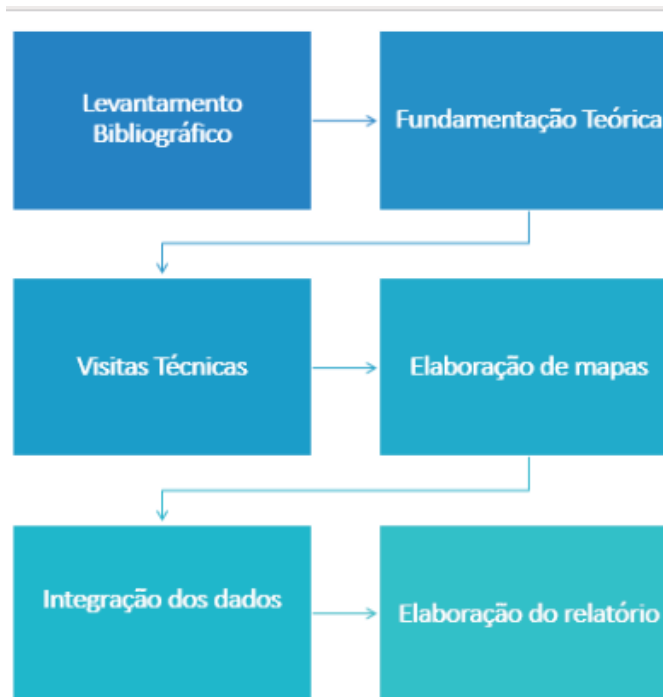 Levantamento
Bibliográfico
Fundamentação Teórica
Visitas Técnicas
Elaboração de mapas
Integração dos dados
Elaboração do relatório